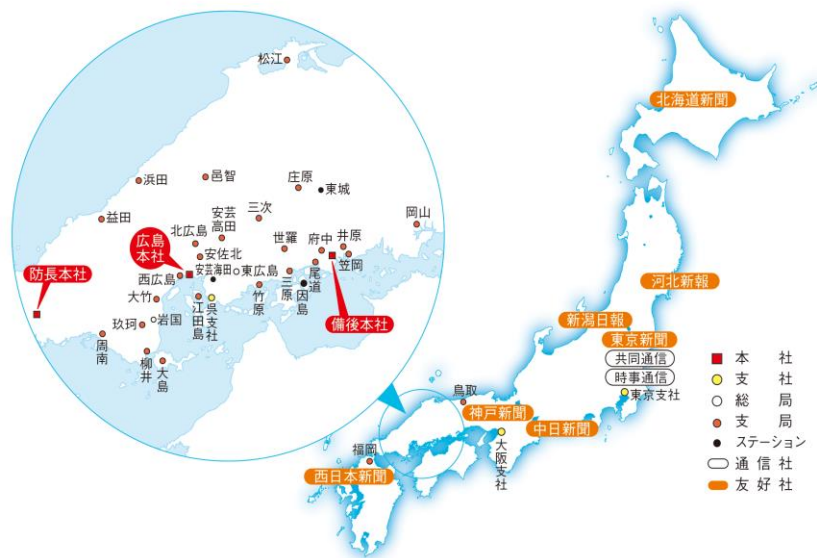 松江
浜田
邑智
庄原
東城
益田
北広島
安芸
高田
三次
岡山
広島
本社
安佐北
世羅
府中
井原
笠岡
防長本社
西広島
安芸海田
東広島
尾道
三原
因島
大竹
江田島
呉支社
竹原
備後本社
玖珂
岩国
周南
柳井
大島
北海道新聞
河北新報
新潟日報
東京新聞
共同通信
時事通信
東京支社
鳥取
神戸新聞
中日新聞
大阪支社
福岡
西日本新聞
本社
支社
総局
支局
ステーション
通信社
友好社